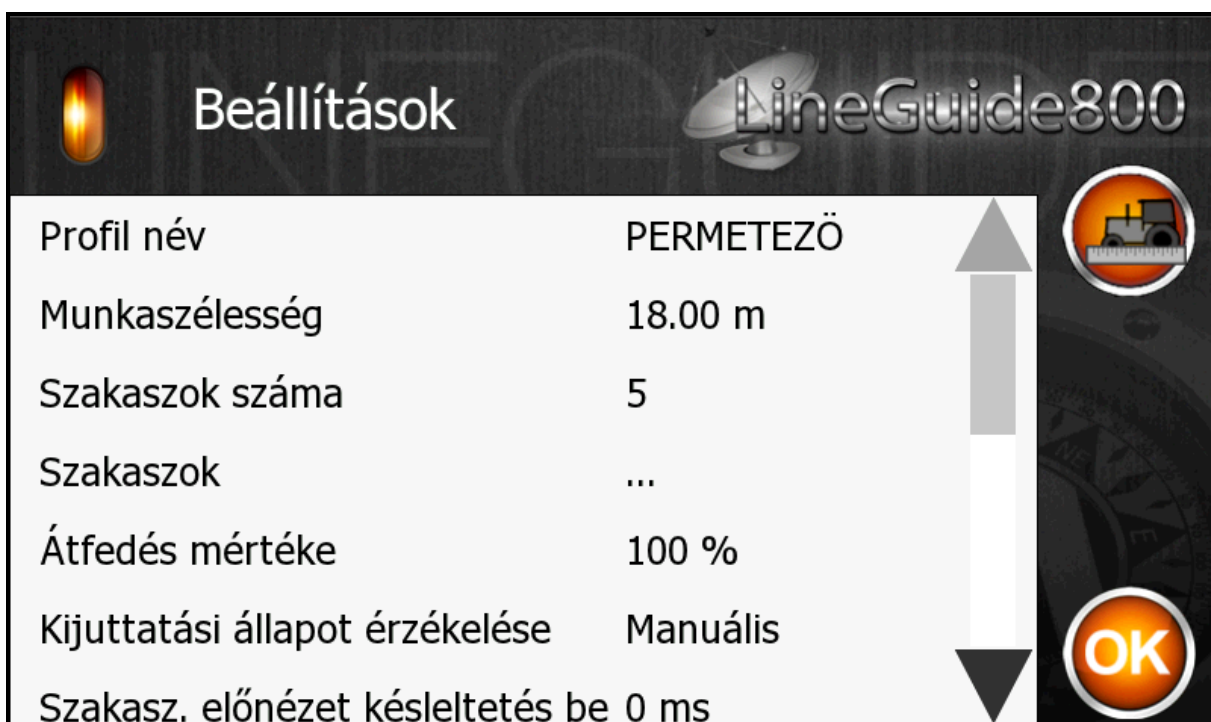 Beállítások
LineGuide800
Profil név PERMETEZÖ
Munkaszélesség 18.00 m
Szakaszok száma 5
Szakaszok ...
Átfedés mértéke 100 %
Kijuttatási állapot érzékelése Manuális
Szakasz, előnézet késleltetés be 0 ms
OK